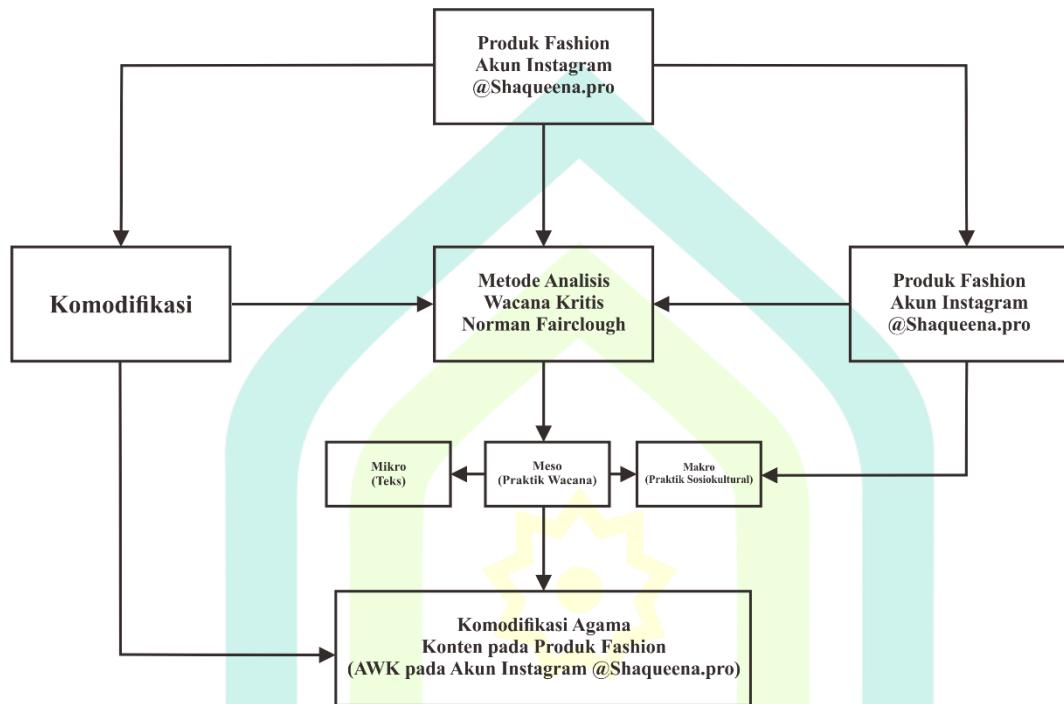 Produk Fashion
Akun Instagram
@Shaqueena.pro
Komodifikasi
Metode Analisis
Wacana Kritis
Norman Fairclough
Produk Fashion
Akun Instagram
@Shaqueena.pro
Mikro
(Teks)
Meso
(Praktik Wacana)
Makro
(Praktik Sosiokultural)
Komodifikasi Agama
Konten pada Produk Fashion
(AWK pada Akun Instagram @Shaqueena.pro)